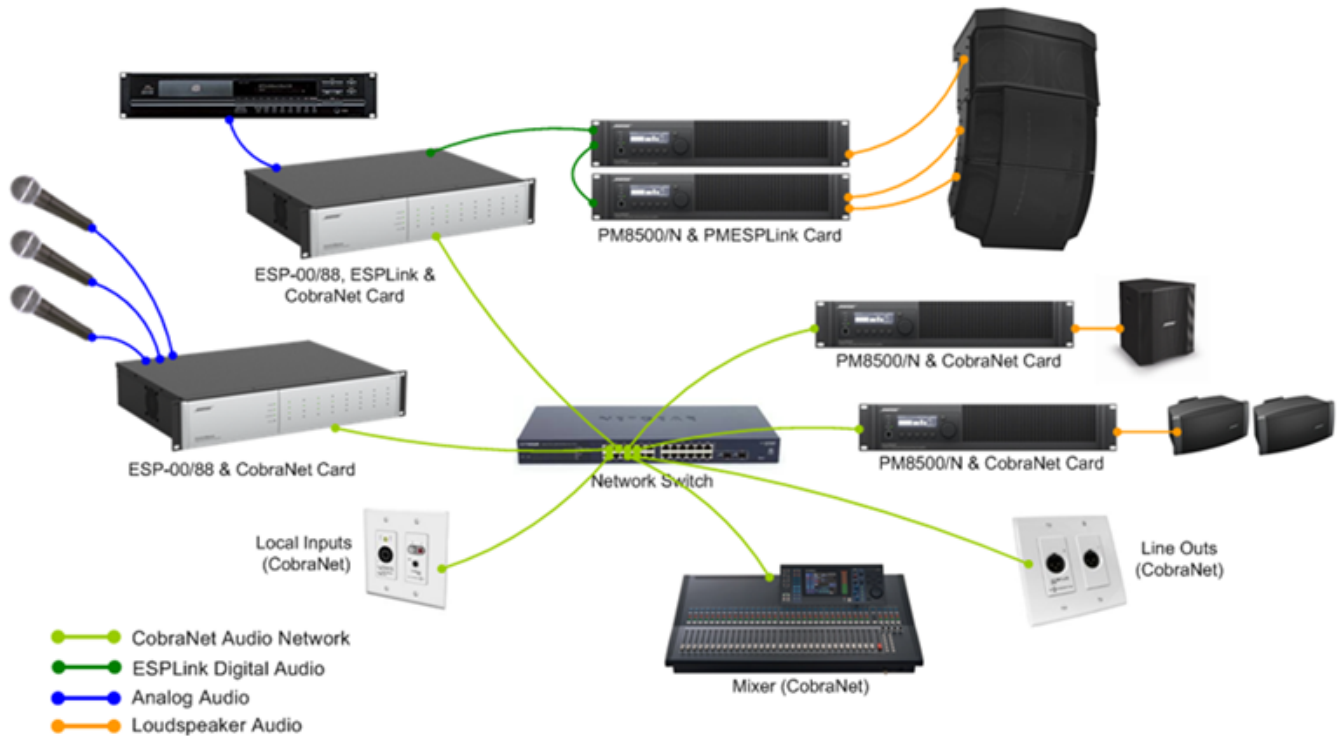 PM8500/N & PMESPLink Card
ESP-00/88, ESPLink &
CobraNet Card
PM8500/N & CobraNet Card
ESP-00/88 & CobraNet Card
PM8500/N & CobraNet Card
Network Switch
Local Inputs
(CobraNet)
Line Outs
(CobraNet)
Mixer (CobraNet)
CobraNet Audio Network
ESPLink Digital Audio
Analog Audio
Loudspeaker Audio